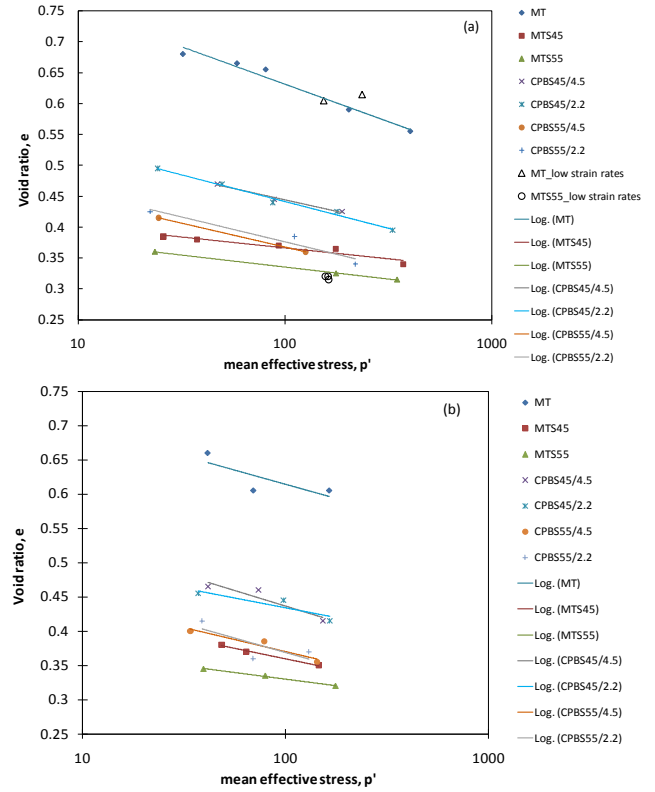 (a)
0.75
0.7
0.65
0.6
0.55
0.5
0.45
0.4
0.35
0.3
0.25
Void ratio, e
10
100
1000
mean effective stress, p'
MT
MTS45
MTS55
CPBS45/4.5
CPBS45/2.2
CPBS55/4.5
CPBS55/2.2
MT_low strain rates
MTS55_low strain rates
Log. (MT)
Log. (MTS45)
Log. (MTS55)
Log. (CPBS45/4.5)
Log. (CPBS45/2.2)
Log. (CPBS55/4.5)
Log. (CPBS55/2.2)
(b)
0.75
0.7
0.65
0.6
0.55
0.5
0.45
0.4
0.35
0.3
0.25
Void ratio, e
10
100
1000
mean effective stress, p'
MT
MTS45
MTS55
CPBS45/4.5
CPBS45/2.2
CPBS55/4.5
CPBS55/2.2
Log. (MT)
Log. (MTS45)
Log. (MTS55)
Log. (CPBS45/4.5)
Log. (CPBS45/2.2)
Log. (CPBS55/4.5)
Log. (CPBS55/2.2)